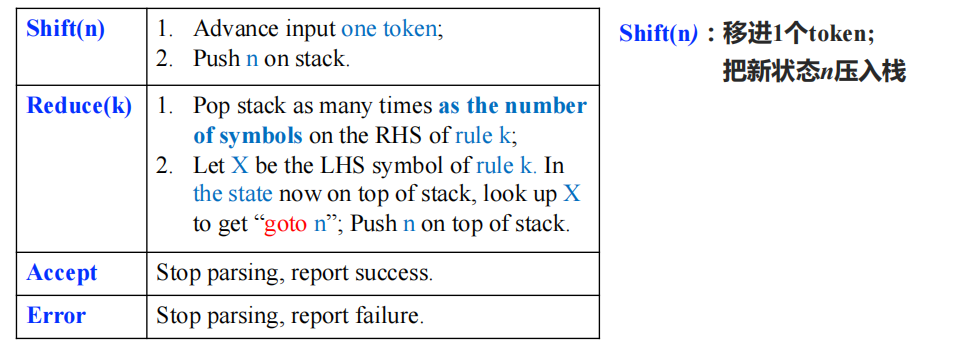 Shift(n)
1. Advance input one token;
2. Push n on stack.
Reduce(k)
1. Pop stack as many times as the number
of symbols on the RHS of rule k;
2. Let X be the LHS symbol of rule k. In
the state now on top of stack, look up X
to get “goto n”; Push n on top of stack.
Accept
Stop parsing, report success.
Error
Stop parsing, report failure.
Shift(n)：移进1个token;
把新状态n压入栈